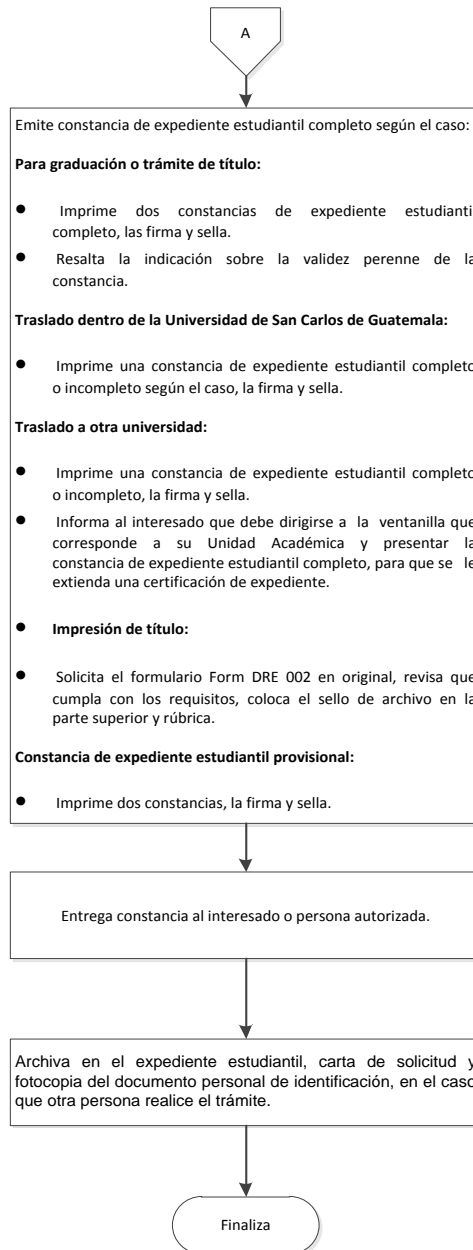 A
Emite constancia de expediente estudiantil completo según el caso:
Para graduación o trámite de título:
● Imprime dos constancias de expediente estudiantil
completo, las firma y sella.
● Resalta la indicación sobre la validez perenne de la
constancia.
Traslado dentro de la Universidad de San Carlos de Guatemala:
● Imprime una constancia de expediente estudiantil completo
o incompleto según el caso, la firma y sella.
Traslado a otra universidad:
● Imprime una constancia de expediente estudiantil completo
o incompleto, la firma y sella.
● Informa al interesado que debe dirigirse a la ventanilla que
corresponde a su Unidad Académica y presentar la
constancia de expediente estudiantil completo, para que se le
extienda una certificación de expediente.
● Impresión de título:
● Solicita el formulario Form DRE 002 en original, revisa que
cumpla con los requisitos, coloca el sello de archivo en la
parte superior y rúbrica.
Constancia de expediente estudiantil provisional:
● Imprime dos constancias, la firma y sella.
Entrega constancia al interesado o persona autorizada.
Archiva en el expediente estudiantil, carta de solicitud y
fotocopia del documento personal de identificación, en el caso
que otra persona realice el trámite.
Finaliza